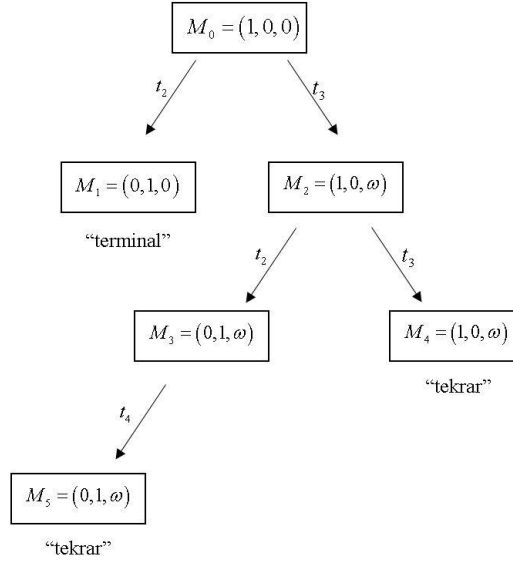 M₀ = (1, 0, 0)
t₂ t₃
M₁ = (0,1,0) M₂ = (1,0,ω)
“terminal”
t₂ t₃
M₃ = (0,1,ω) M₄ = (1,0,ω)
“tekrar”
t₄
M₅ = (0,1,ω)
“tekrar”